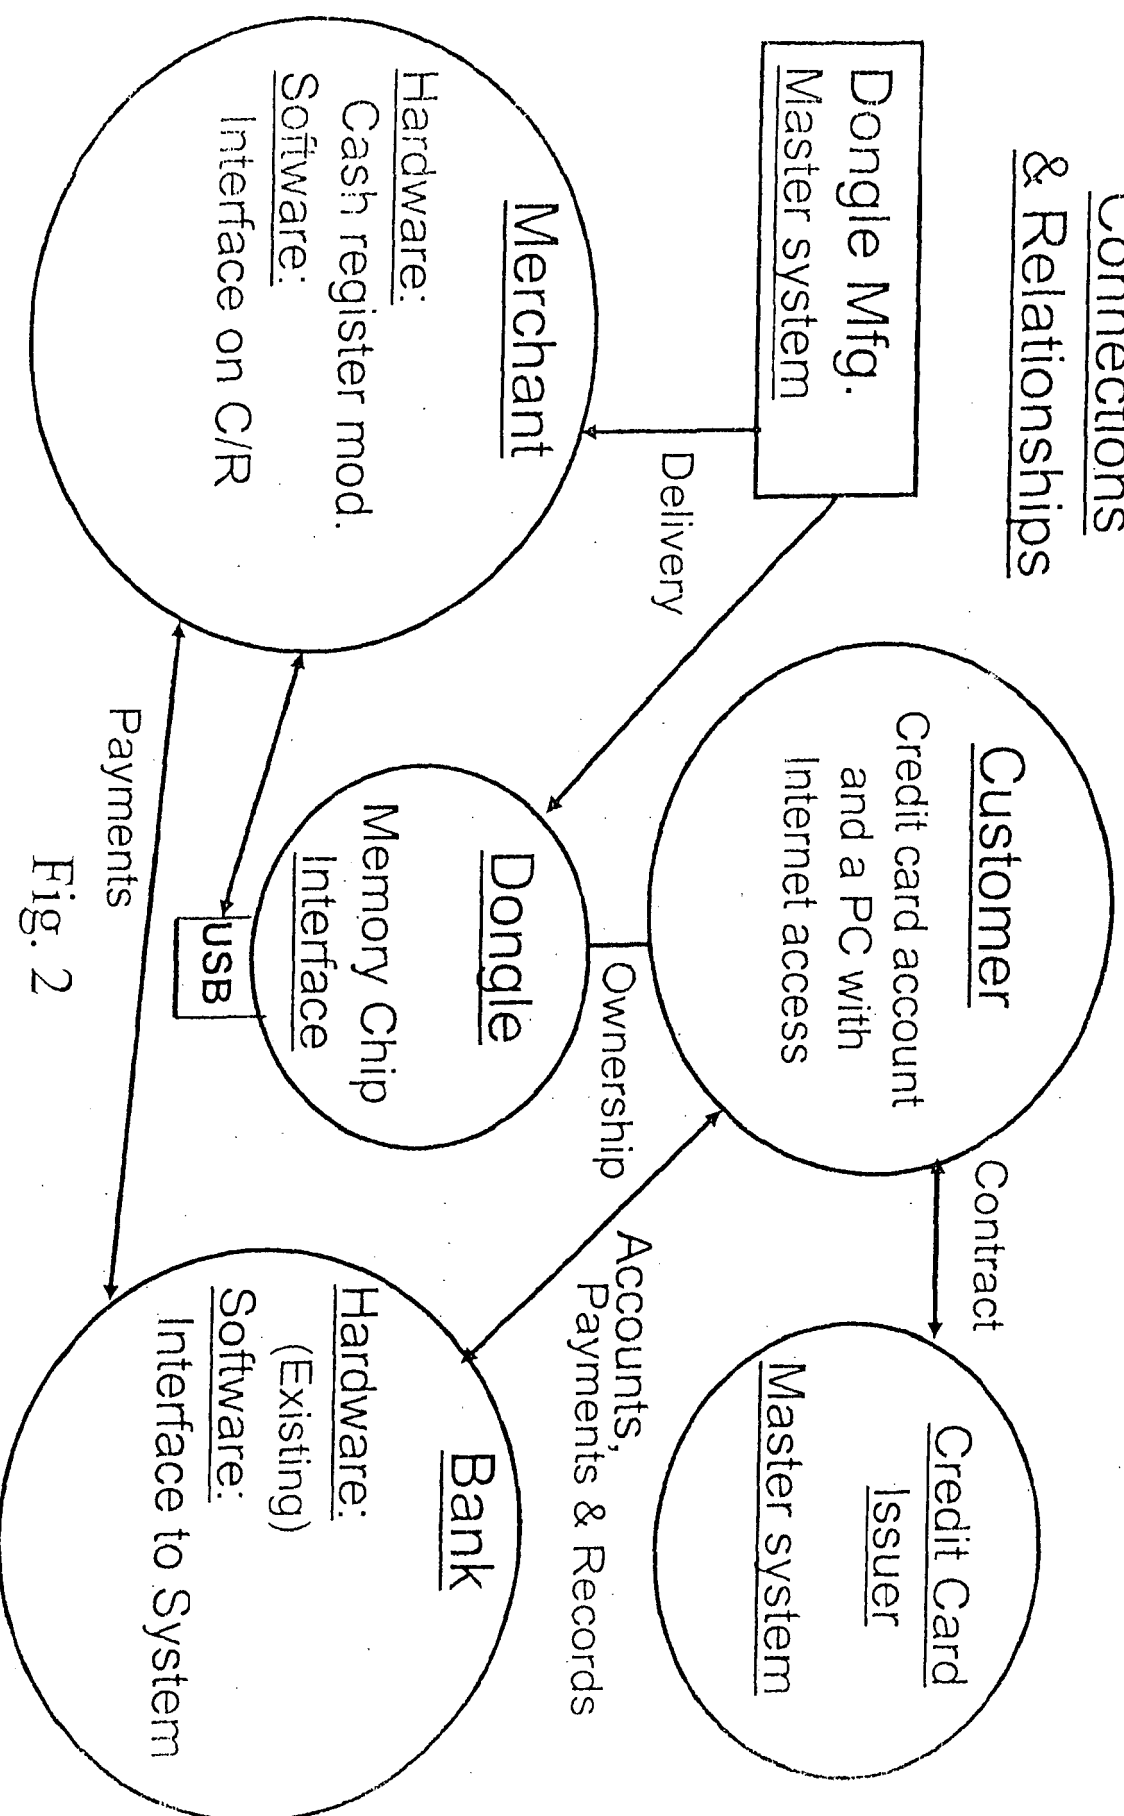 Connections
& Relationships
Dongle Mfg.
Master system
Delivery
Customer
Credit card account
and a PC with
Internet access
Contract
Credit Card
Issuer
Master system
Ownership
Accounts,
Payments & Records
Merchant
Hardware:
Cash register mod.
Software:
Interface on C/R
Dongle
Memory Chip
Interface
USB
Bank
Hardware:
(Existing)
Software:
Interface to System
Payments
Fig. 2